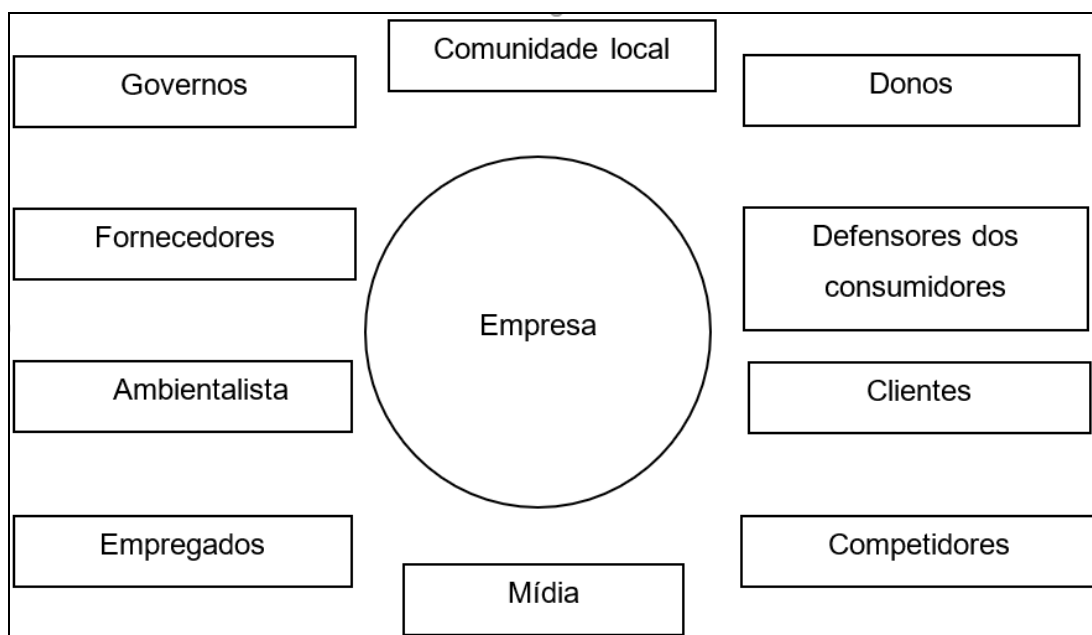 Comunidade local
Governos
Donos
Fornecedores
Defensores dos
consumidores
Empresa
Ambientalista
Clientes
Empregados
Competidores
Mídia